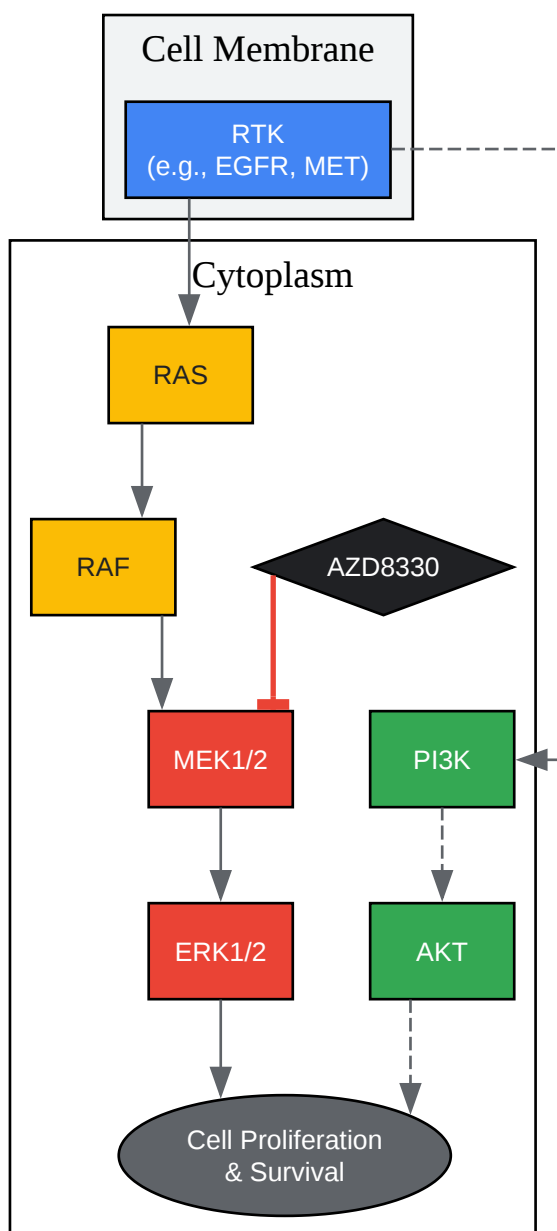 Cell Membrane
RTK
(e.g., EGFR, MET)
Cytoplasm
RAS
RAF
AZD8330
MEK1/2
PI3K
ERK1/2
AKT
Cell Proliferation
& Survival